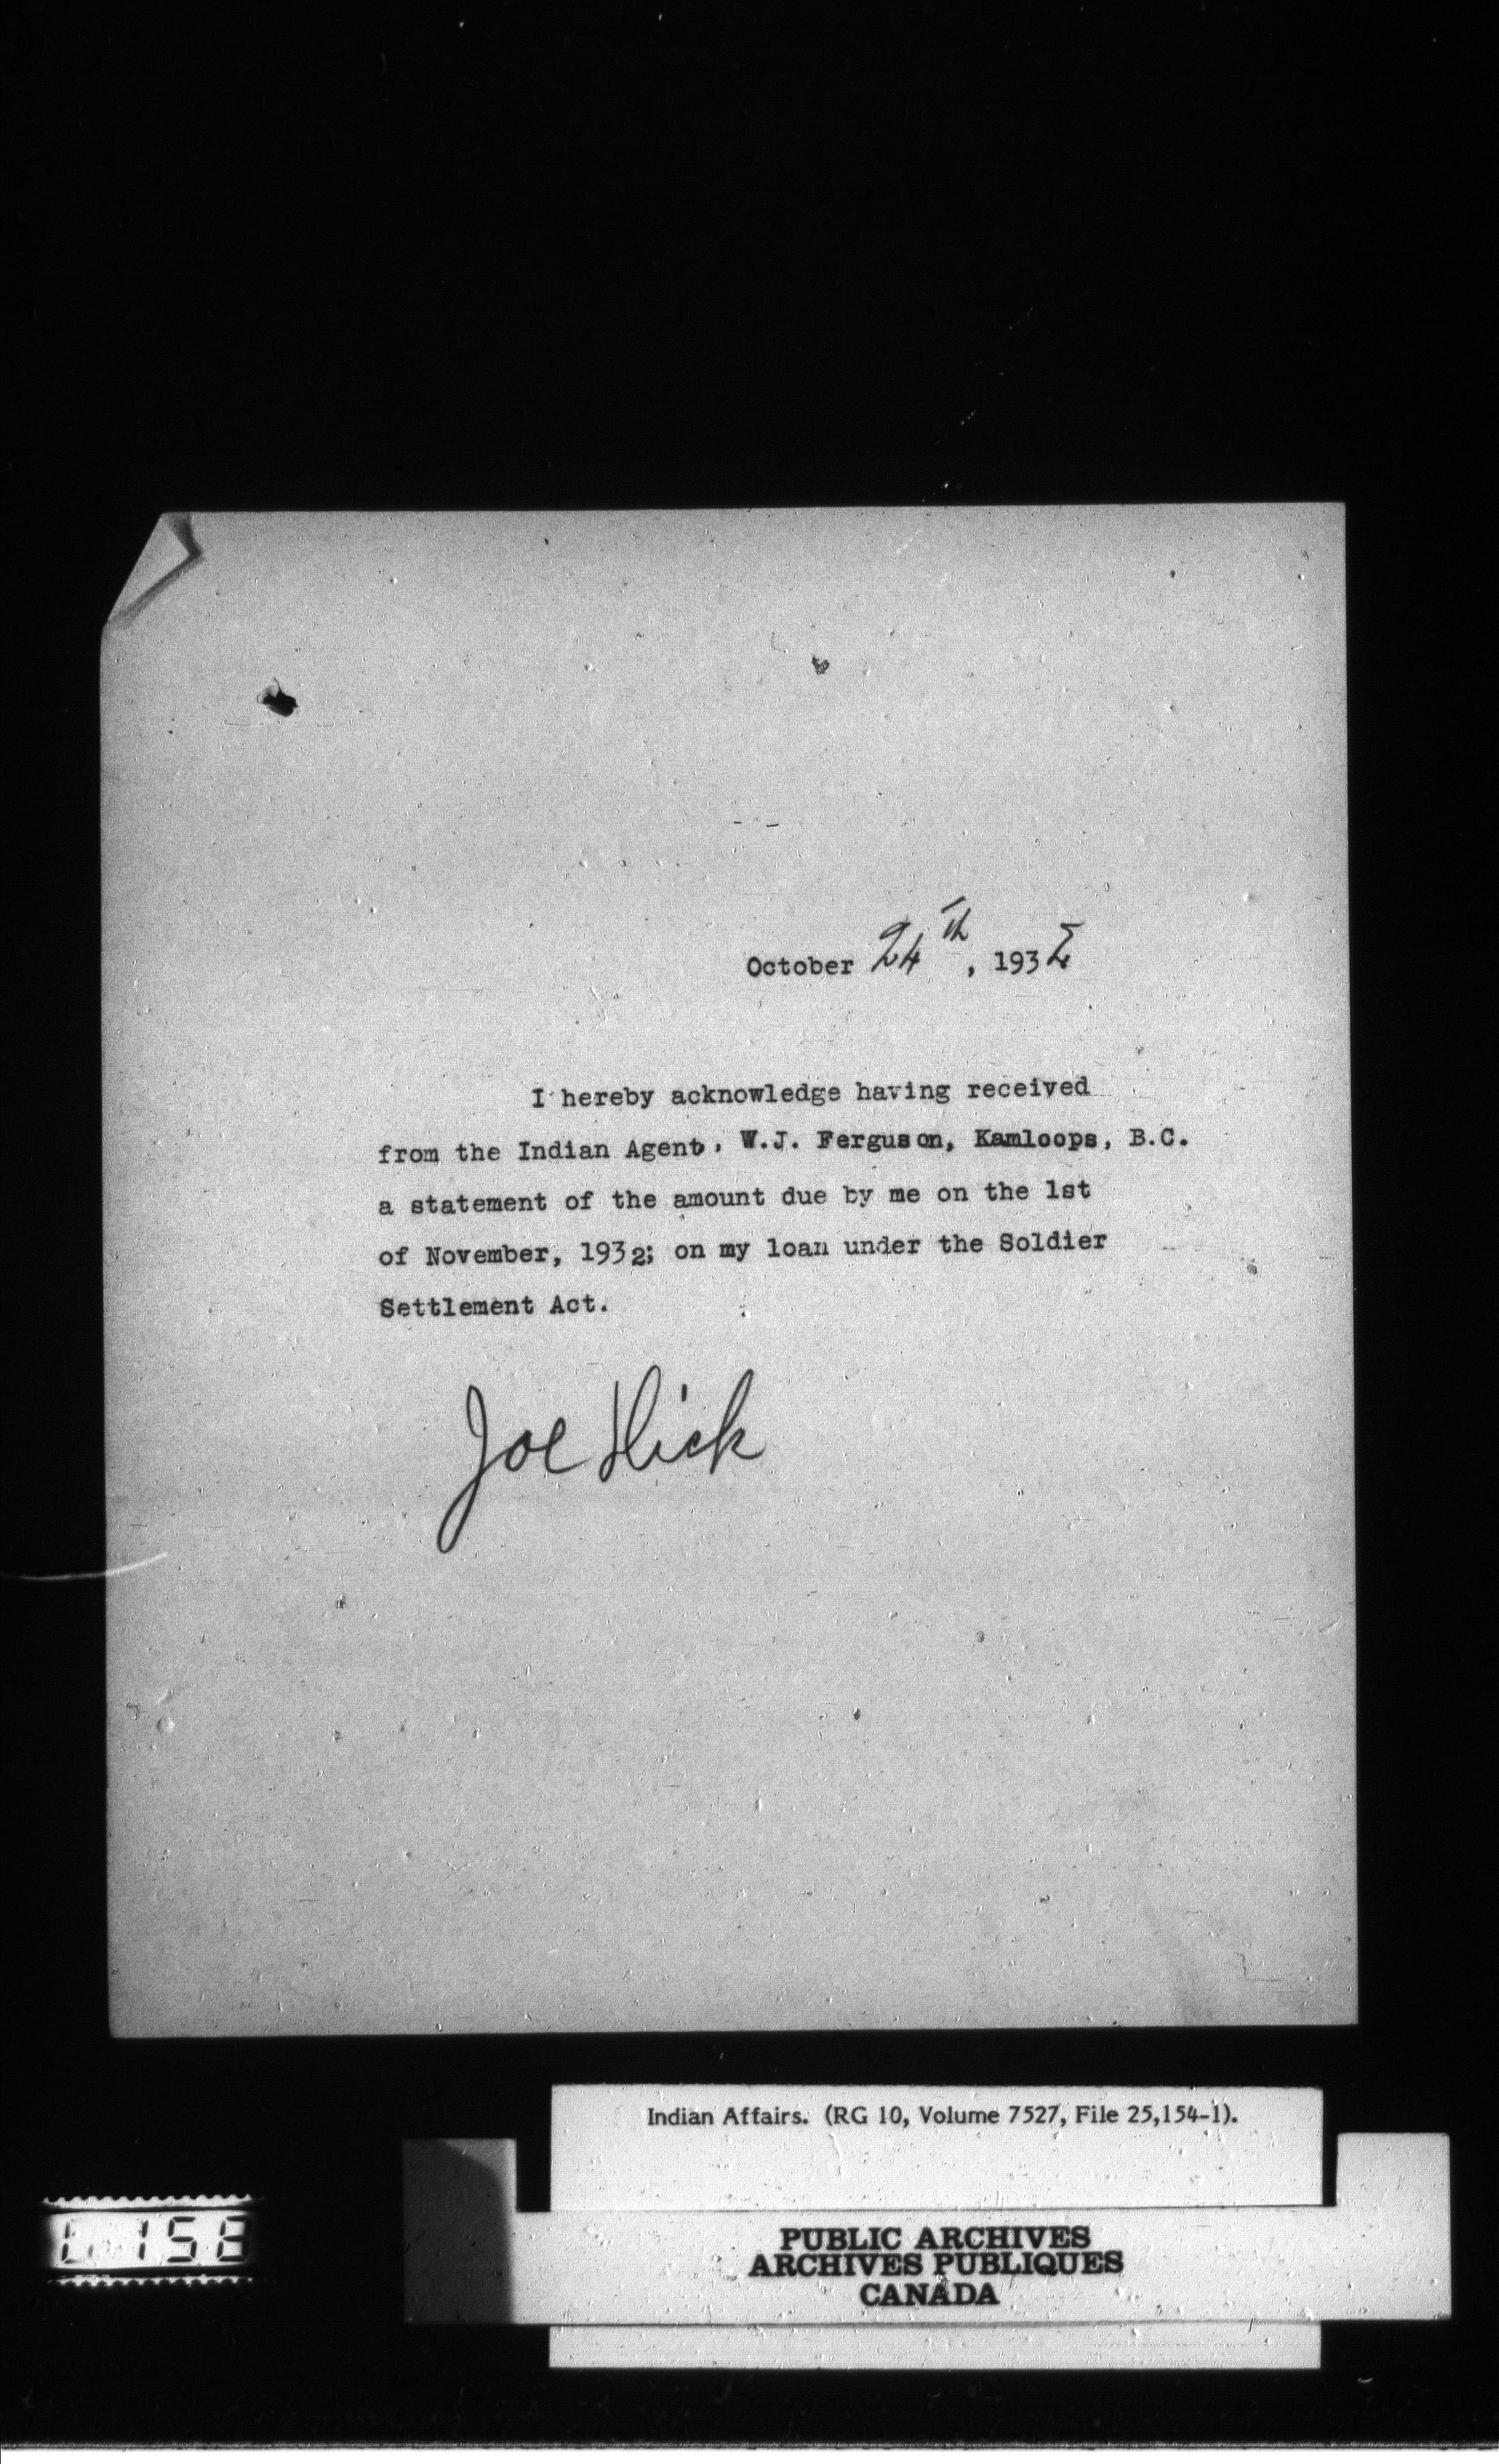 October 24th, 1932
I hereby acknowledge having received
from the Indian Agent, W.J. Ferguson, Kamloops, B.C.
a statement of the amount due by me on the 1st
of November, 1932; on my loan under the Soldier
Settlement Act.
Joe Dick
Indian Affairs. (RG 10, Volume 7527, File 25,154-1).
PUBLIC ARCHIVES
ARCHIVES PUBLIQUES
CANADA